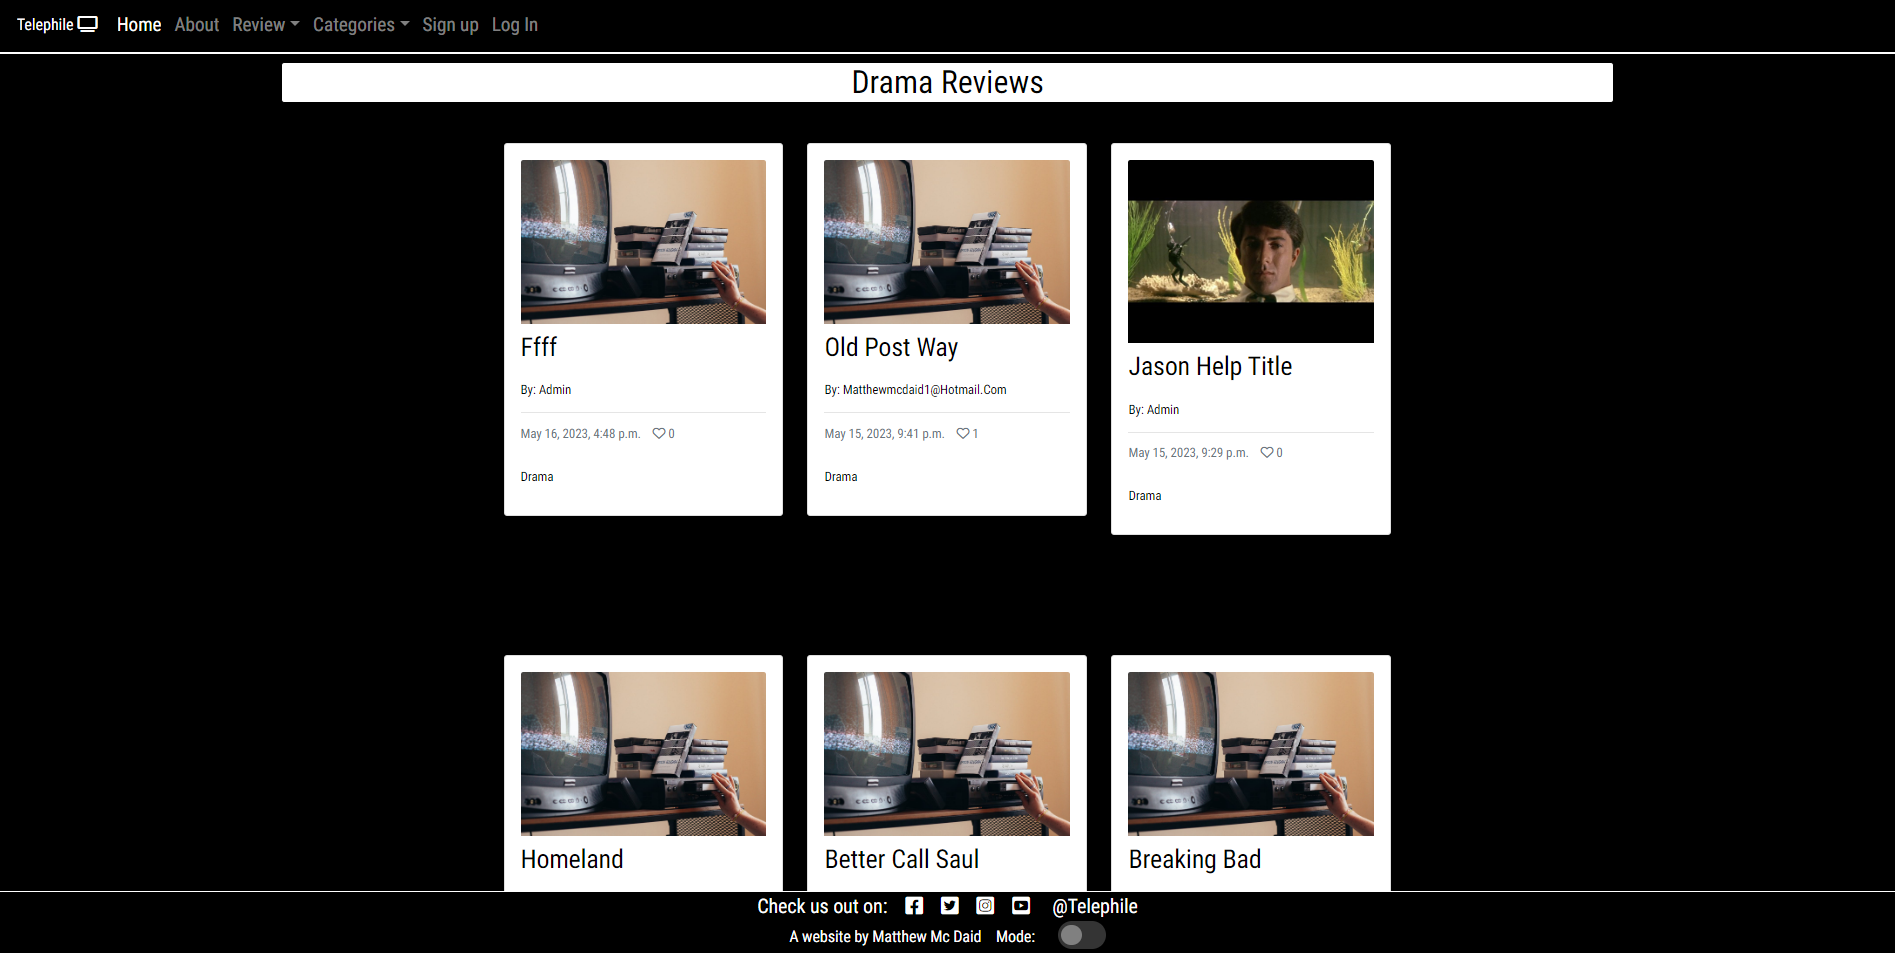 Telephile Home About Review Categories Sign up Log In
Drama Reviews
Ffff
By: Admin
May 16, 2023, 4:48 p.m. 0
Drama
Old Post Way
By: Matthewmcdaid1@Hotmail.Com
May 15, 2023, 9:41 p.m. 1
Drama
Jason Help Title
By: Admin
May 15, 2023, 9:29 p.m. 0
Drama
Homeland
Better Call Saul
Breaking Bad
Check us out on: @Telephile
A website by Matthew Mc Daid Mode: